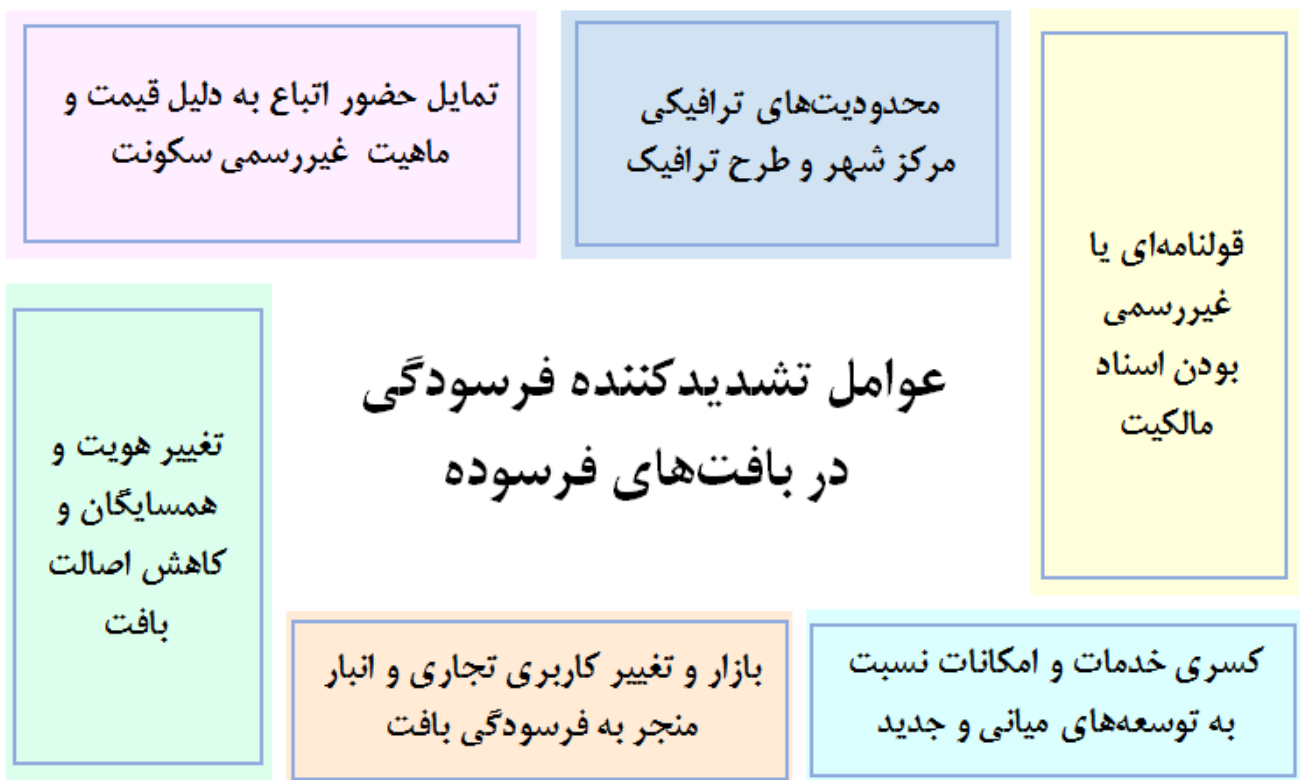 تمایل حضور اتباع به دلیل قیمت و
ماهیت غیررسمی سکونت
محدودیت‌های ترافیکی
مرکز شهر و طرح ترافیک
قولنامه‌ای یا
غیررسمی
بودن اسناد
مالکیت
عوامل تشدیدکننده فرسودگی
در بافت‌های فرسوده
تغییر هویت و
همسایگان و
کاهش اصالت
بافت
بازار و تغییر کاربری تجاری و انبار
منجر به فرسودگی بافت
کسری خدمات و امکانات نسبت
به توسعه‌های میانی و جدید